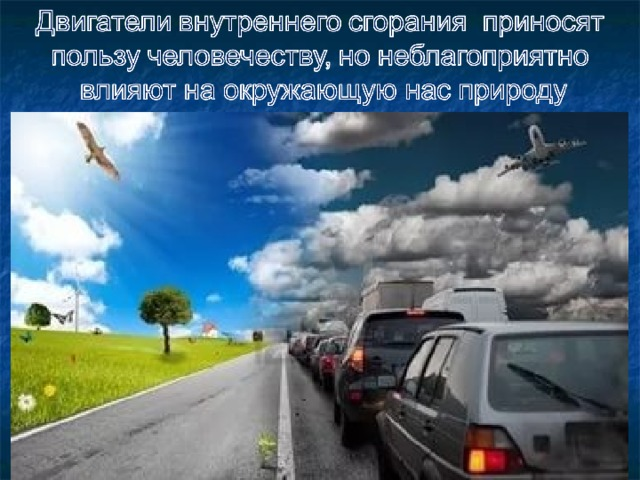 Двигатели внутреннего сгорания  приносят
пользу человечеству, но неблагоприятно
влияют на окружающую нас природу